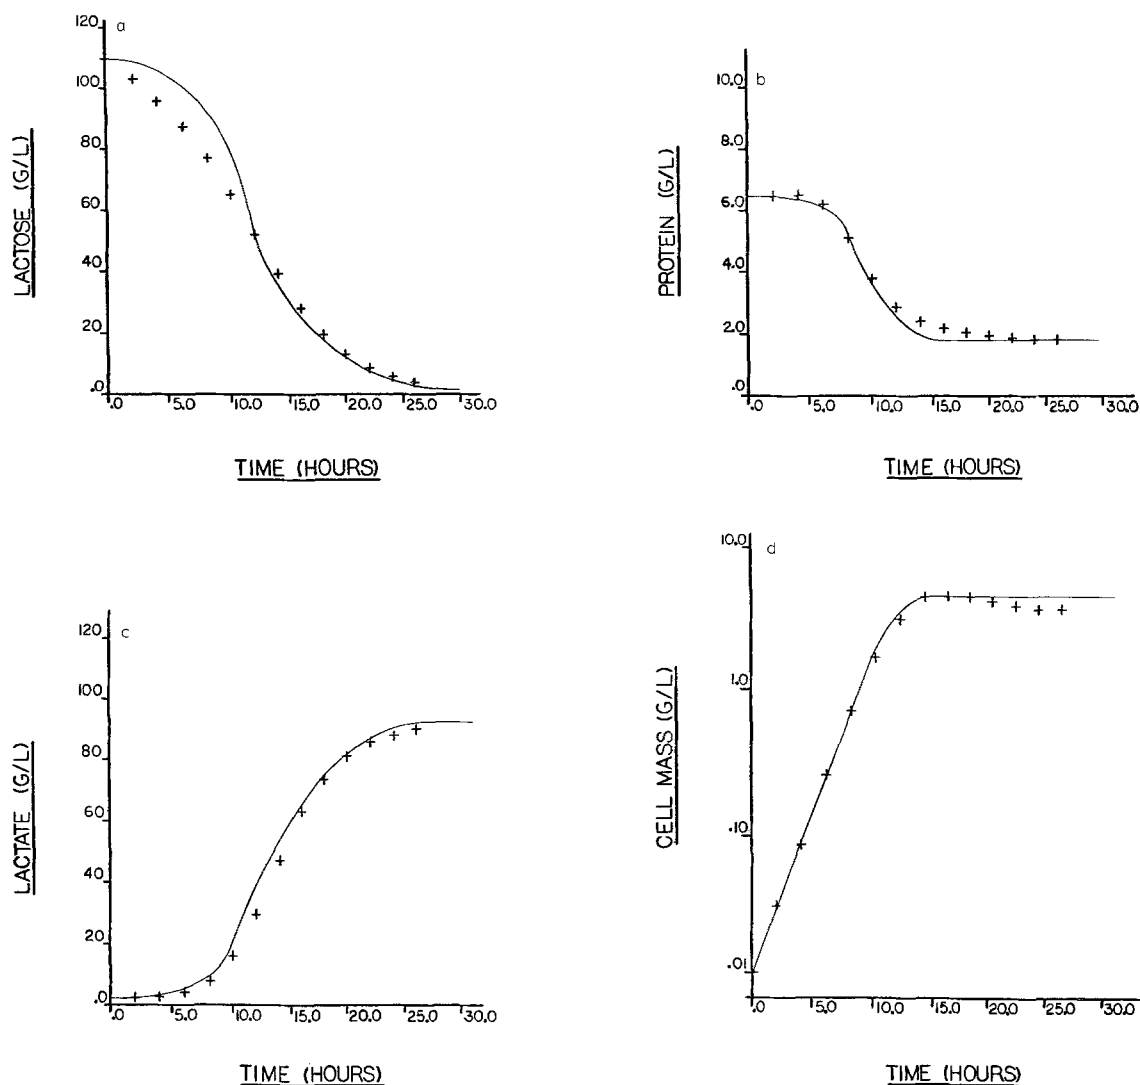 a
120
100
80
60
40
20
.0
LACTOSE (G/L)
.0 5.0 10.0 15.0 20.0 25.0 30.0
TIME (HOURS)
b
10.0
8.0
6.0
4.0
2.0
.0
PROTEIN (G/L)
.0 5.0 10.0 15.0 20.0 25.0 30.0
TIME (HOURS)
c
120
100
80
60
40
20
.0
LACTATE (G/L)
.0 5.0 10.0 15.0 20.0 25.0 30.0
TIME (HOURS)
d
10.0
1.0
.10
.01
CELL MASS (G/L)
.0 5.0 10.0 15.0 20.0 25.0 30.0
TIME (HOURS)